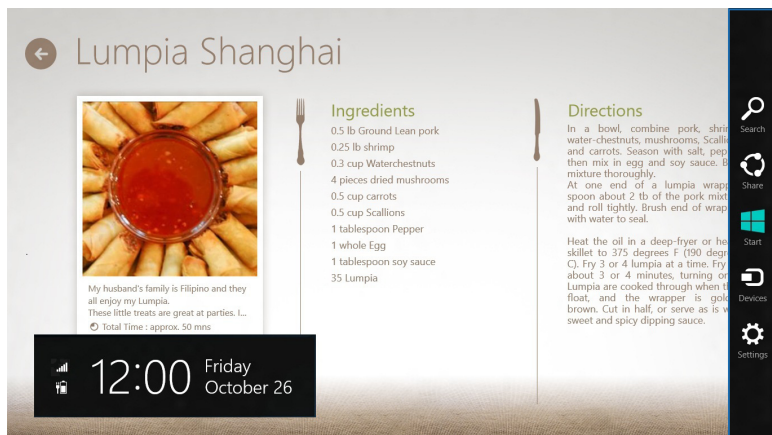 Lumpia Shanghai
My husband's family is Filipino and they
all enjoy my Lumpia.
These little treats are great at parties. I...
Total Time : approx. 50 mns
Ingredients
0.5 lb Ground Lean pork
0.25 lb shrimp
0.3 cup Waterchestnuts
4 pieces dried mushrooms
0.5 cup carrots
0.5 cup Scallions
1 tablespoon Pepper
1 whole Egg
1 tablespoon soy sauce
35 Lumpia
Directions
In a bowl, combine pork,
water-chestnuts, mushrooms,
and carrots. Season with salt,
then mix in egg and soy sauce.
mixture thoroughly.
At one end of a lumpia
spoon about 2 tb of the pork
and roll tightly. Brush end of
with water to seal.
Heat the oil in a deep-fryer or
skillet to 375 degrees F (190
C). Fry 3 or 4 lumpia at a time. Fry
about 3 or 4 minutes, turning
Lumpia are cooked through when
float, and the wrapper is
brown. Cut in half, or serve as is
sweet and spicy dipping sauce.
Search
Share
Start
Devices
Settings
12:00
Friday
October 26